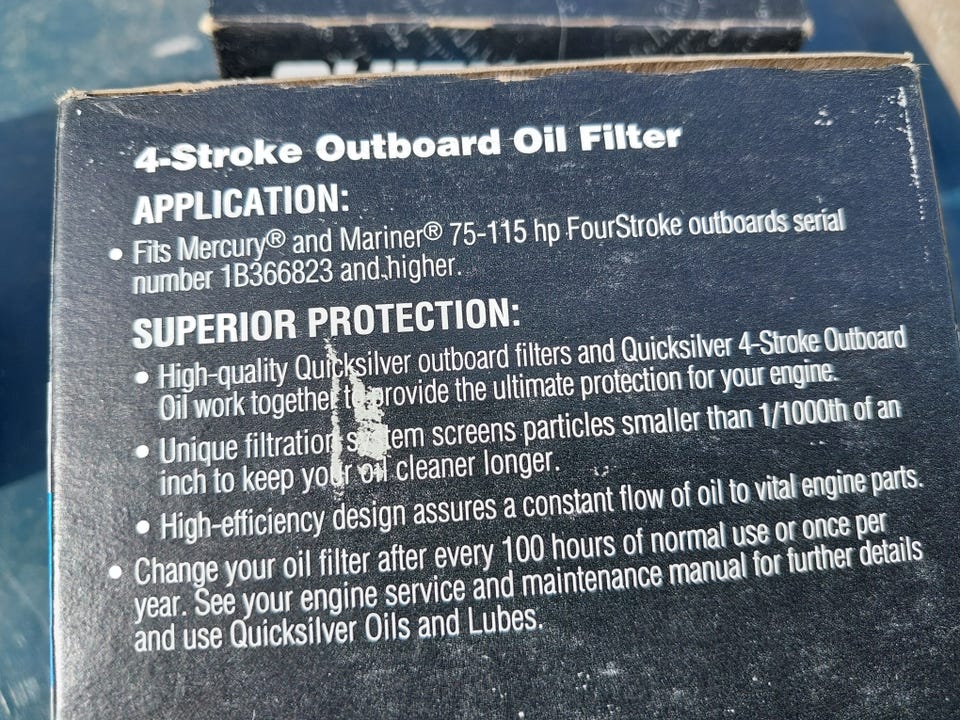 4-Stroke Outboard Oil Filter
APPLICATION:
• Fits Mercury® and Mariner® 75-115 hp FourStroke outboards serial
number 1B366823 and higher.
SUPERIOR PROTECTION:
• High-quality Quicksilver outboard filters and Quicksilver 4-Stroke Outboard
Oil work together to provide the ultimate protection for your engine.
• Unique filtration system screens particles smaller than 1/1000th of an
inch to keep your oil cleaner longer.
• High-efficiency design assures a constant flow of oil to vital engine parts.
• Change your oil filter after every 100 hours of normal use or once per
year. See your engine service and maintenance manual for further details
and use Quicksilver Oils and Lubes.